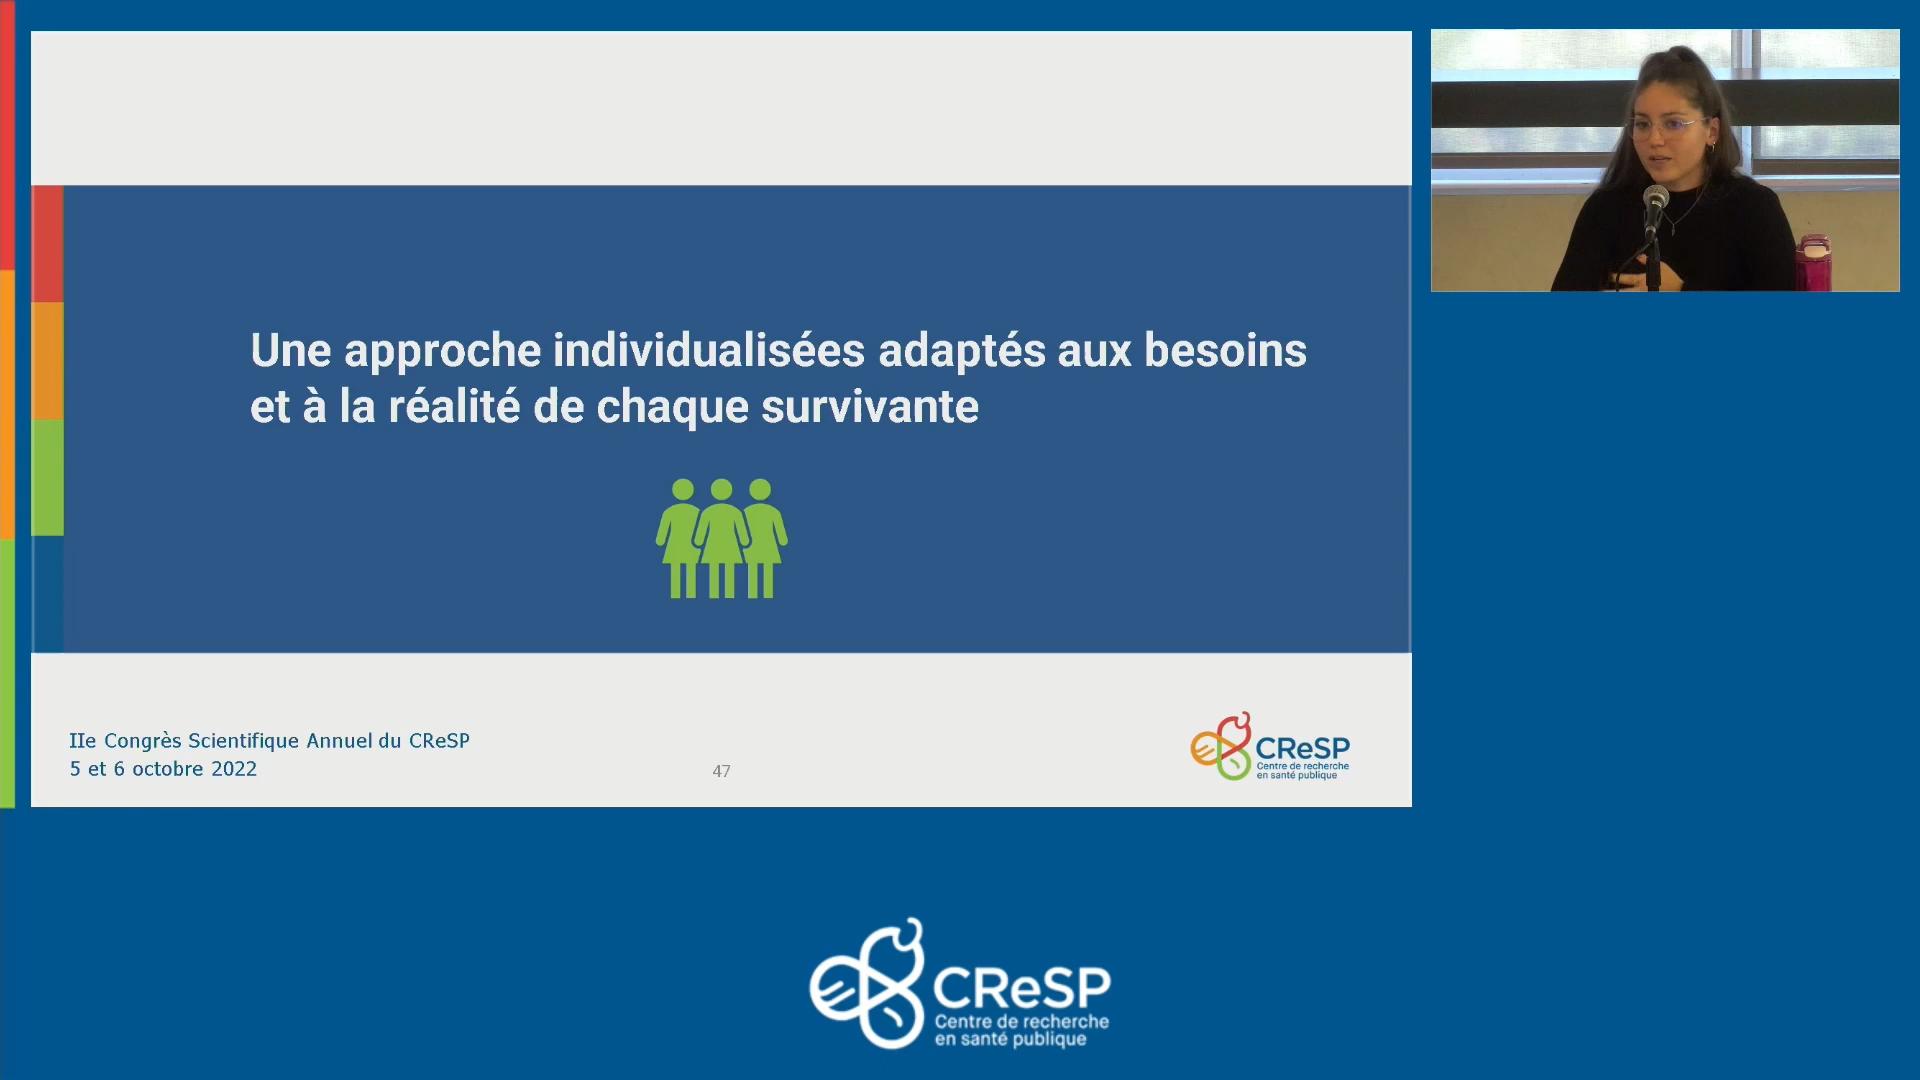 Une approche individualisées adaptés aux besoins
et à la réalité de chaque survivante
IIe Congrès Scientifique Annuel du CReSP
5 et 6 octobre 2022
47
CReSP
Centre de recherche
en santé publique
CReSP
Centre de recherche
en santé publique